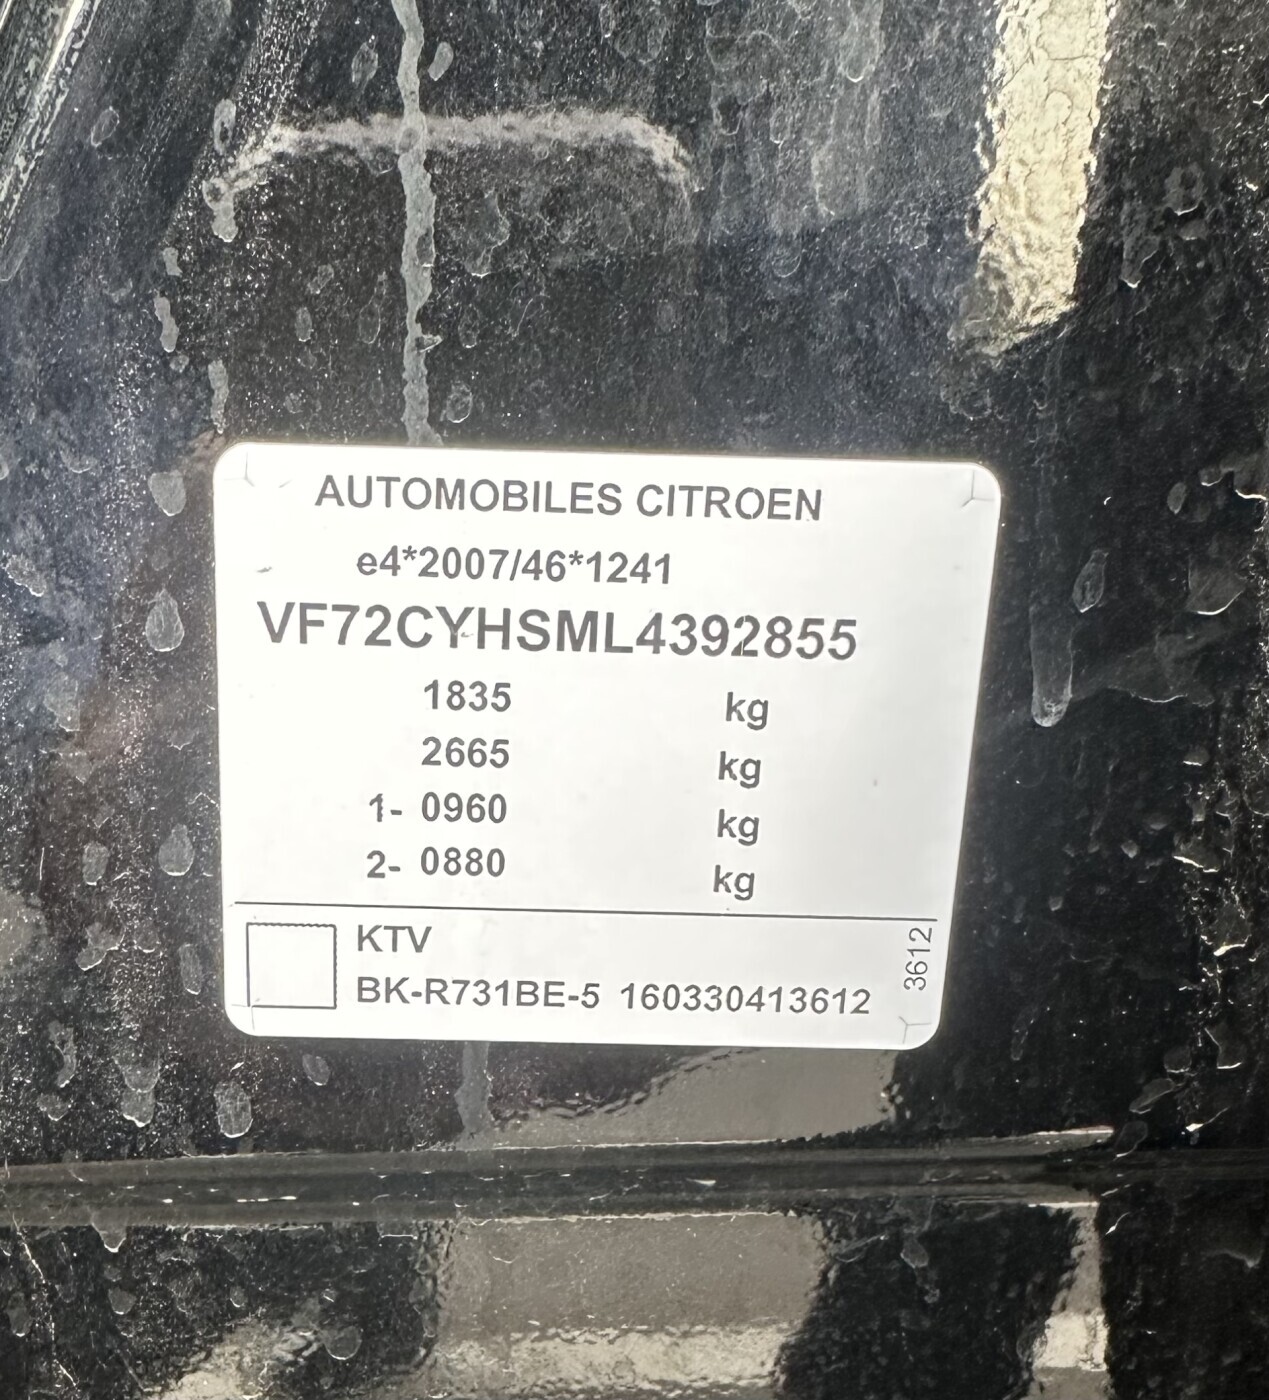 AUTOMOBILES CITROEN
e4*2007/46*1241
VF72CYHSML4392855
1835 kg
2665 kg
1- 0960 kg
2- 0880 kg
KTV
BK-R731BE-5 160330413612
3612